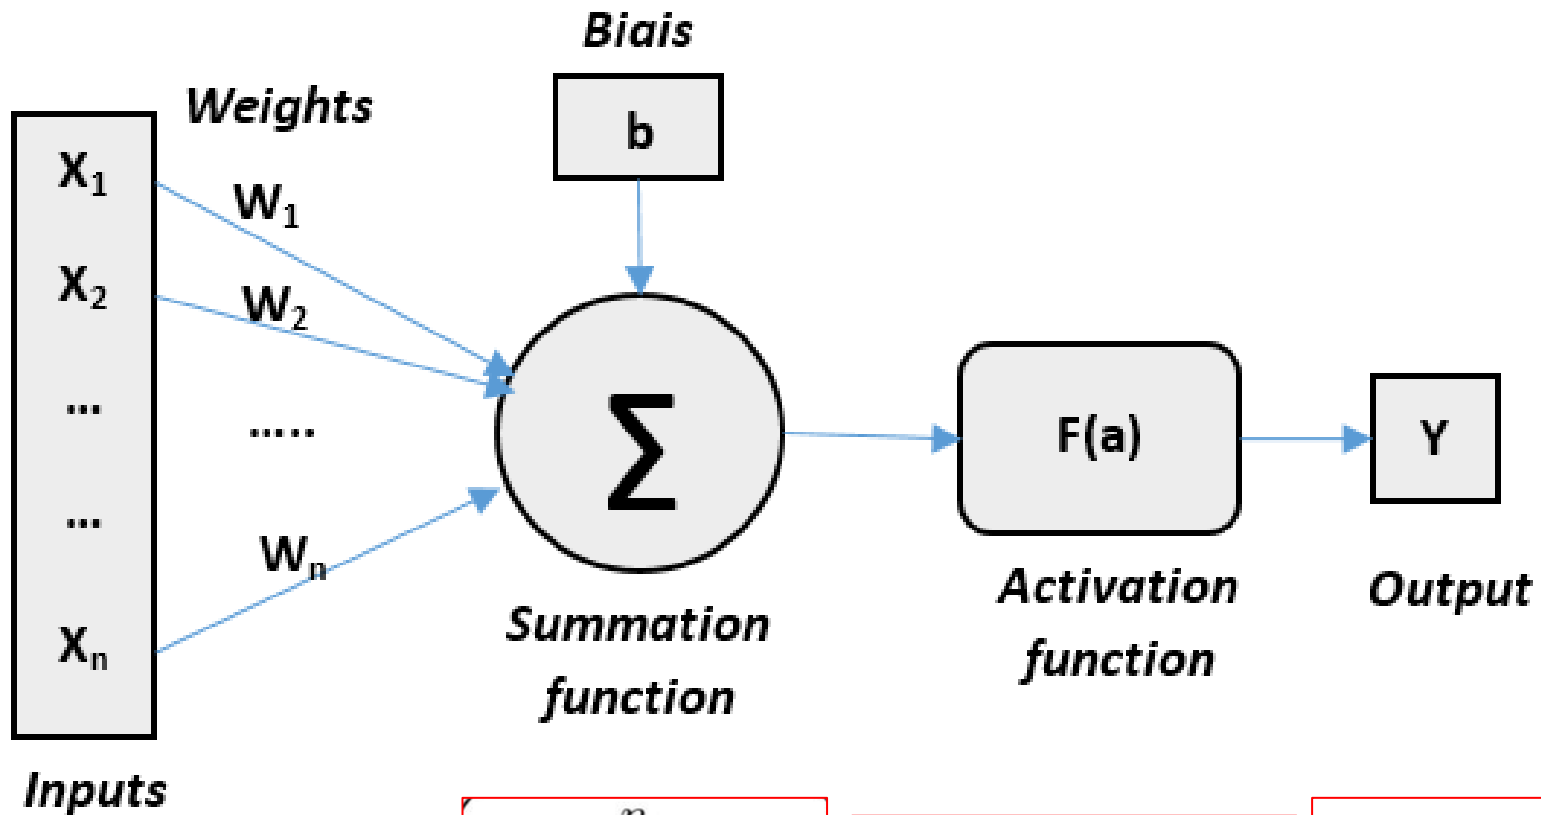 Biais
b
Weights
X₁
W₁
X₂
W₂
...
.....
...
Wₙ
Xₙ
Σ
F(a)
Y
Summation
function
Activation
function
Output
Inputs